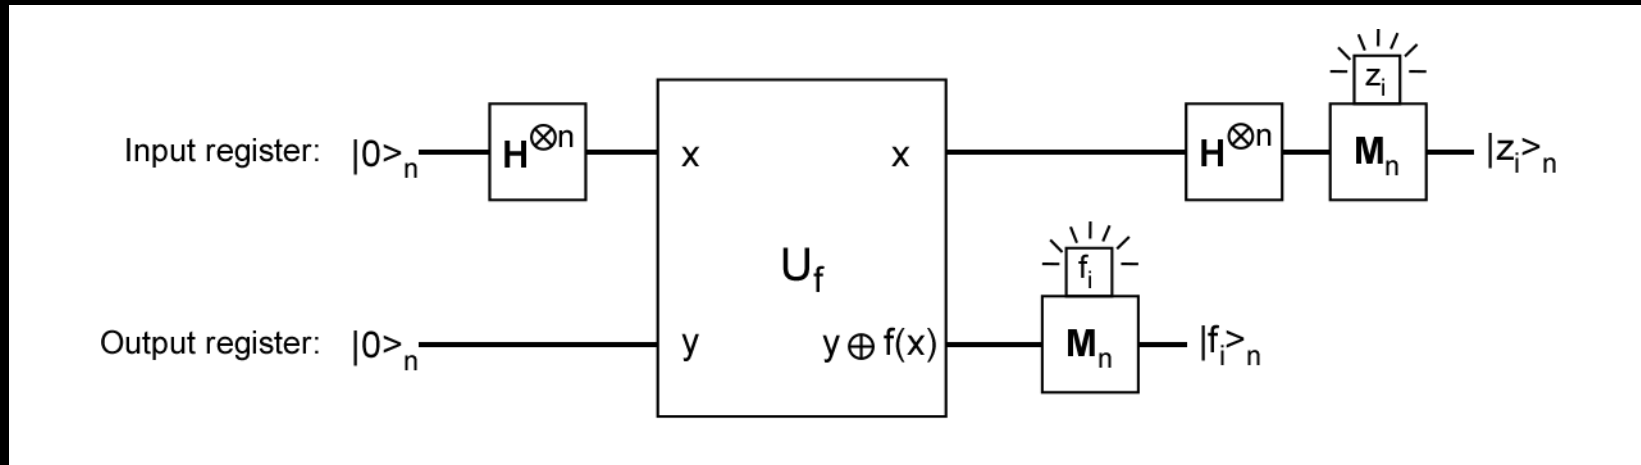 z_i
Input register: |0>_n H^⊗n x x H^⊗n M_n |z_i>_n
U_f
f_i
Output register: |0>_n y y ⊕ f(x) M_n |f_i>_n